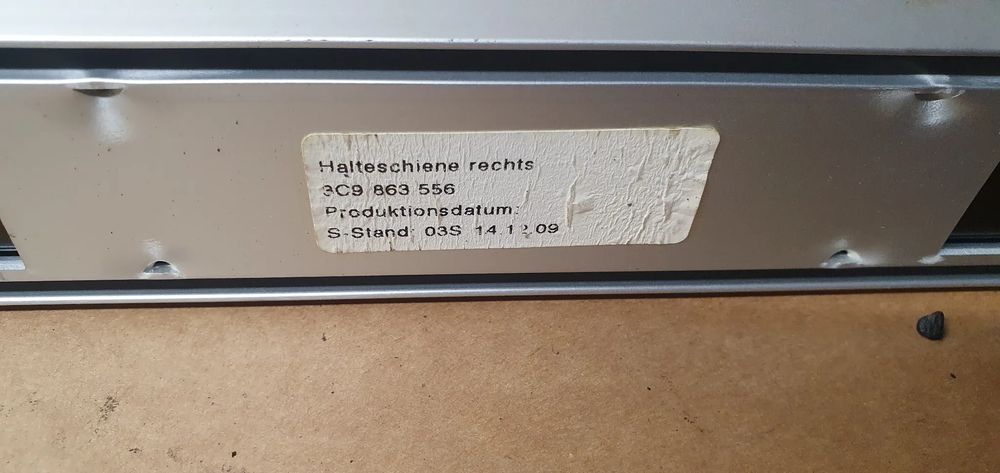 Halteschiene rechts
3C9 863 556
Produktionsdatum:
S-Stand: 03S 14.12.09